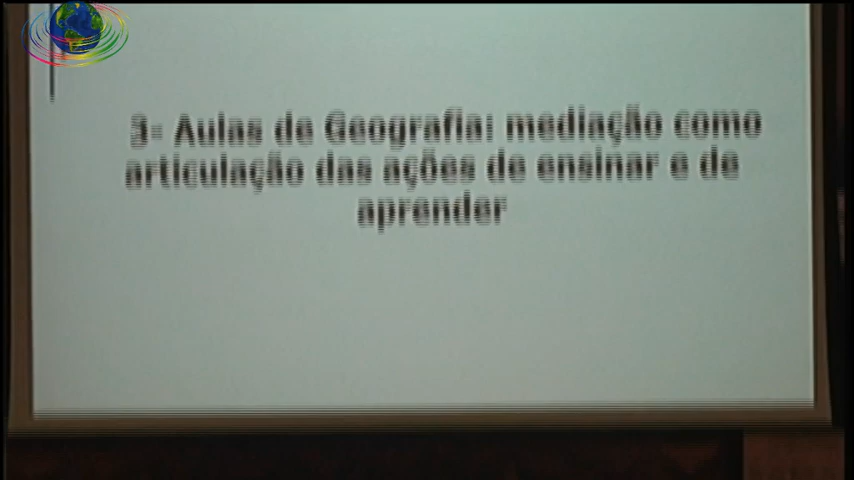 3- Aulas de Geografia: mediação como
articulação das ações de ensinar e de
aprender